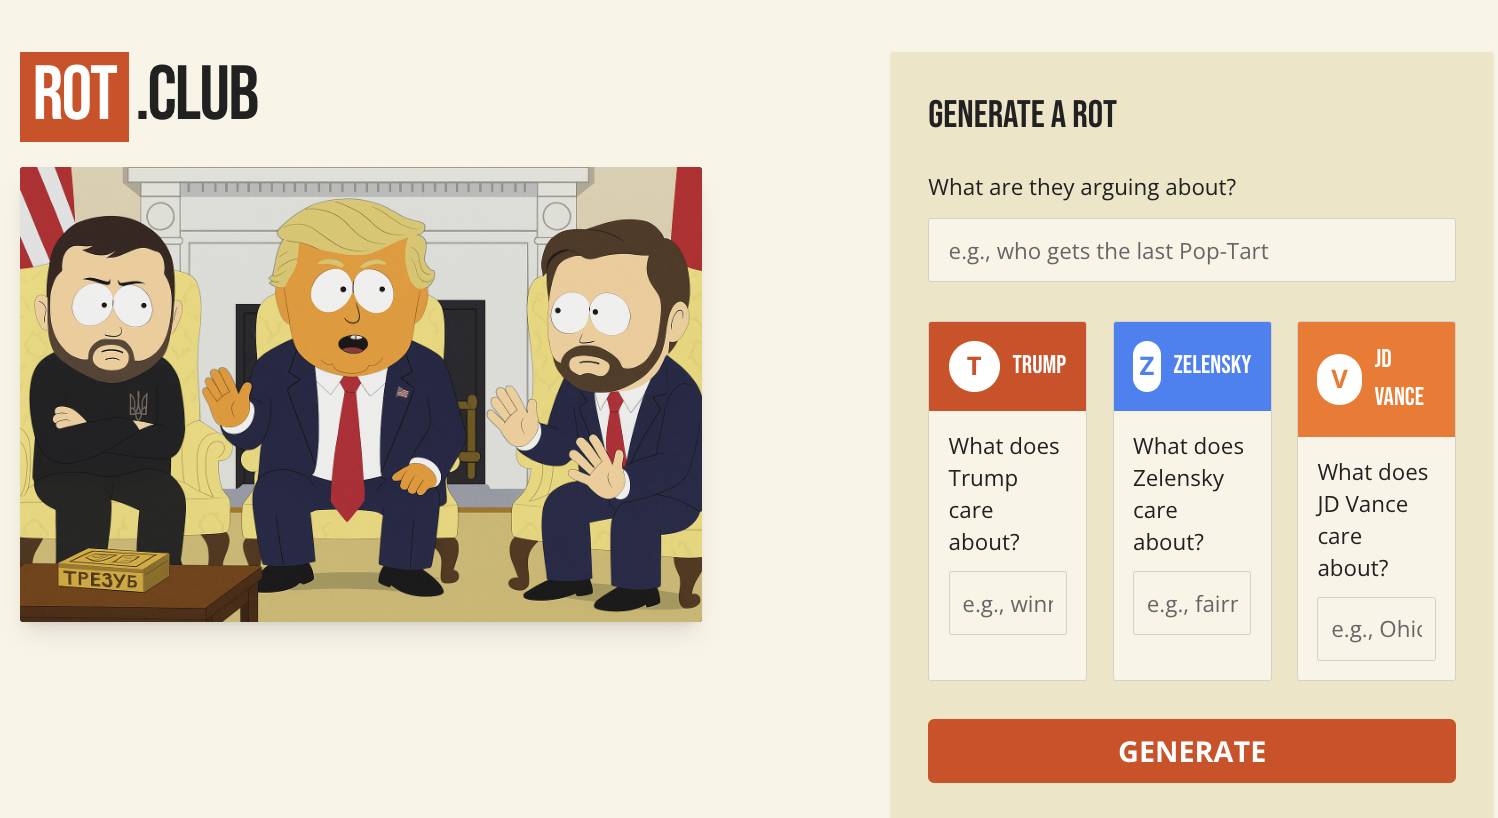 ROT .CLUB
ТРЕЗУБ
GENERATE A ROT
What are they arguing about?
e.g., who gets the last Pop-Tart
T TRUMP
What does
Trump
care
about?
e.g., winr
Z ZELENSKY
What does
Zelensky
care
about?
e.g., fairr
V JD
VANCE
What does
JD Vance
care
about?
e.g., Ohic
GENERATE